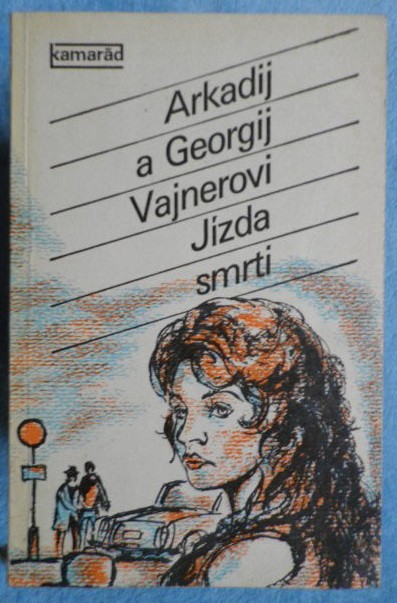 kamarád
Arkadij
a Georgij
Vajnerovi
Jízda
smrti